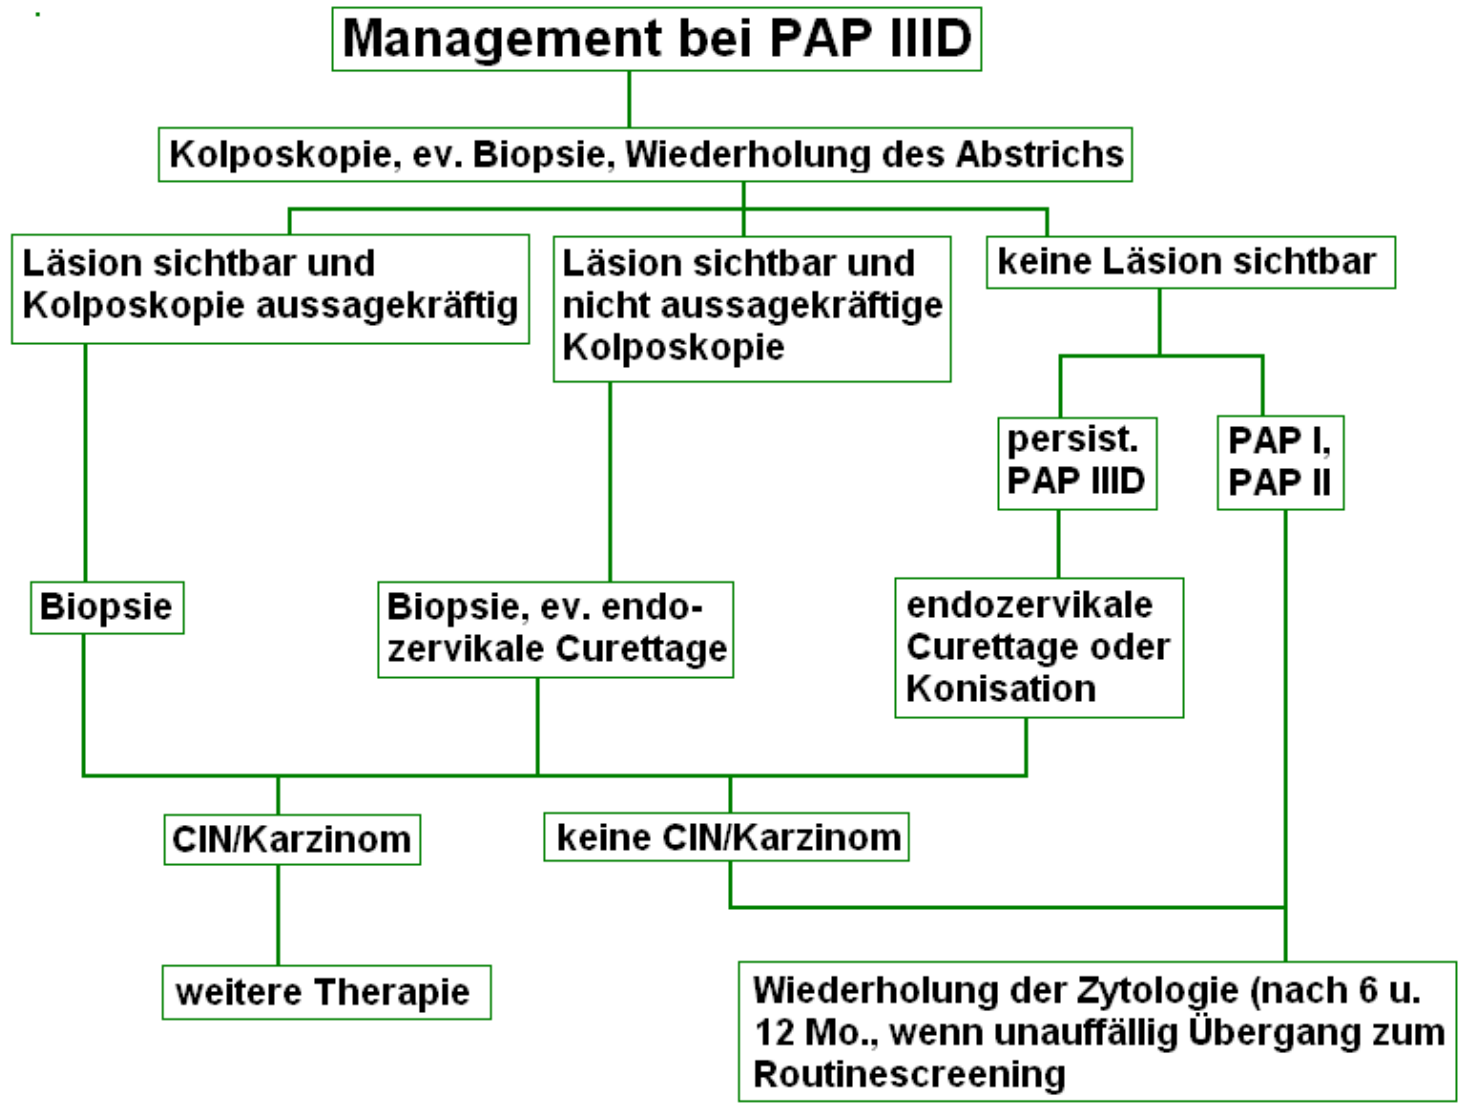 Management bei PAP IIID
Kolposkopie, ev. Biopsie, Wiederholung des Abstrichs
Läsion sichtbar und
Kolposkopie aussagekräftig
Läsion sichtbar und
nicht aussagekräftige
Kolposkopie
keine Läsion sichtbar
persist.
PAP IIID
PAP I,
PAP II
Biopsie
Biopsie, ev. endo-
zervikale Curettage
endozervikale
Curettage oder
Konisation
CIN/Karzinom
keine CIN/Karzinom
weitere Therapie
Wiederholung der Zytologie (nach 6 u.
12 Mo., wenn unauffällig Übergang zum
Routinescreening